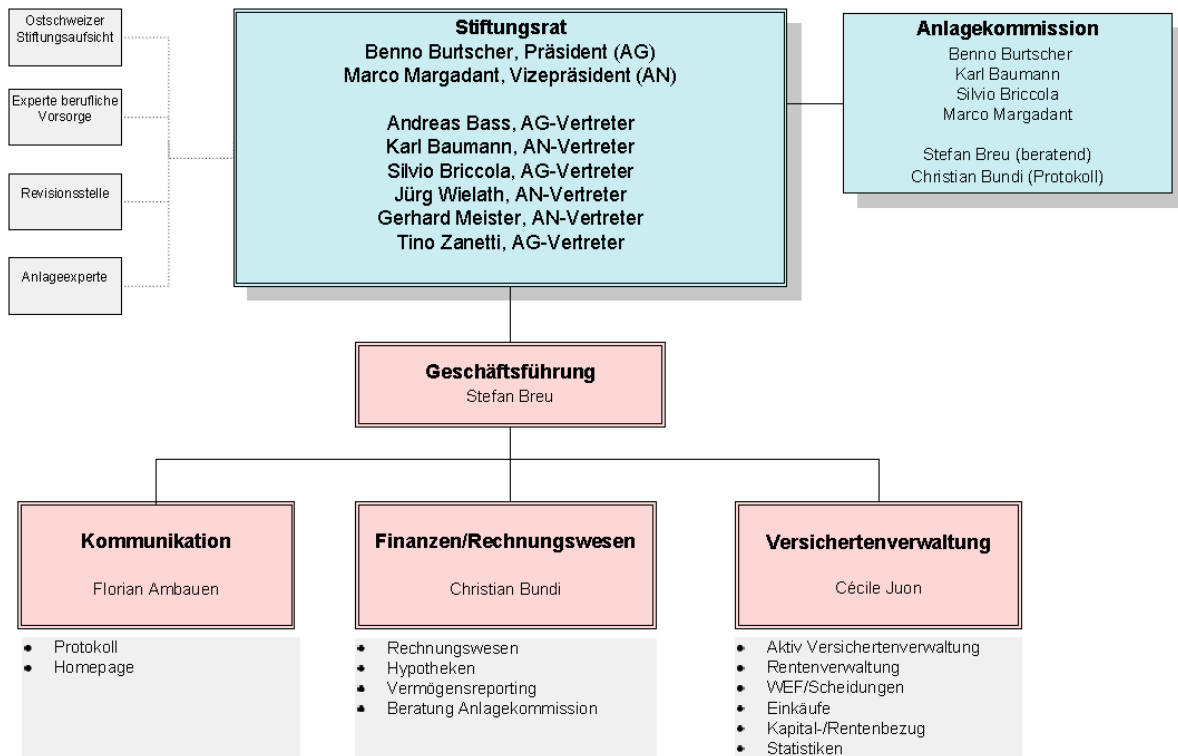 Ostschweizer
Stiftungsaufsicht
Experte berufliche
Vorsorge
Revisionsstelle
Anlageexperte
Stiftungsrat
Benno Burtscher, Präsident (AG)
Marco Margadant, Vizepräsident (AN)
Andreas Bass, AG-Vertreter
Karl Baumann, AN-Vertreter
Silvio Briccola, AG-Vertreter
Jürg Wielath, AN-Vertreter
Gerhard Meister, AN-Vertreter
Tino Zanetti, AG-Vertreter
Anlagekommission
Benno Burtscher
Karl Baumann
Silvio Briccola
Marco Margadant
Stefan Breu (beratend)
Christian Bundi (Protokoll)
Geschäftsführung
Stefan Breu
Kommunikation
Florian Ambauen
• Protokoll
• Homepage
Finanzen/Rechnungswesen
Christian Bundi
• Rechnungswesen
• Hypotheken
• Vermögensreporting
• Beratung Anlagekommission
Versichertenverwaltung
Cécile Juon
• Aktiv Versichertenverwaltung
• Rentenverwaltung
• WEF/Scheidungen
• Einkäufe
• Kapital-/Rentenbezug
• Statistiken